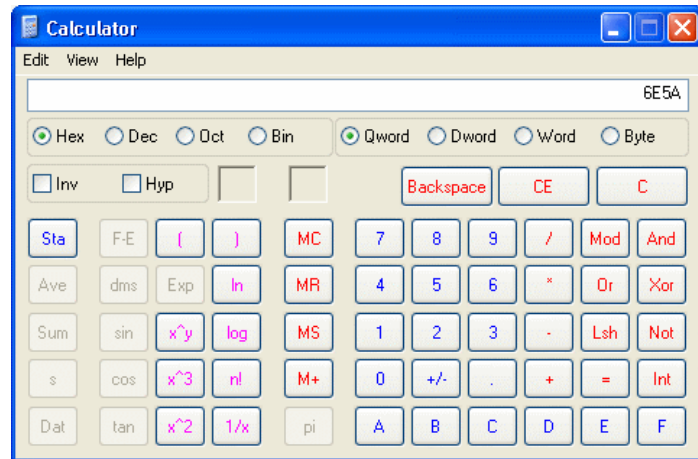 Calculator
Edit View Help
6E5A
Hex Dec Oct Bin Qword Dword Word Byte
Inv Hyp Backspace CE C
Sta F-E ( ) MC 7 8 9 / Mod And
Ave dms Exp ln MR 4 5 6 * Or Xor
Sum sin x^y log MS 1 2 3 - Lsh Not
s cos x^3 n! M+ 0 +/- . + = Int
Dat tan x^2 1/x pi A B C D E F